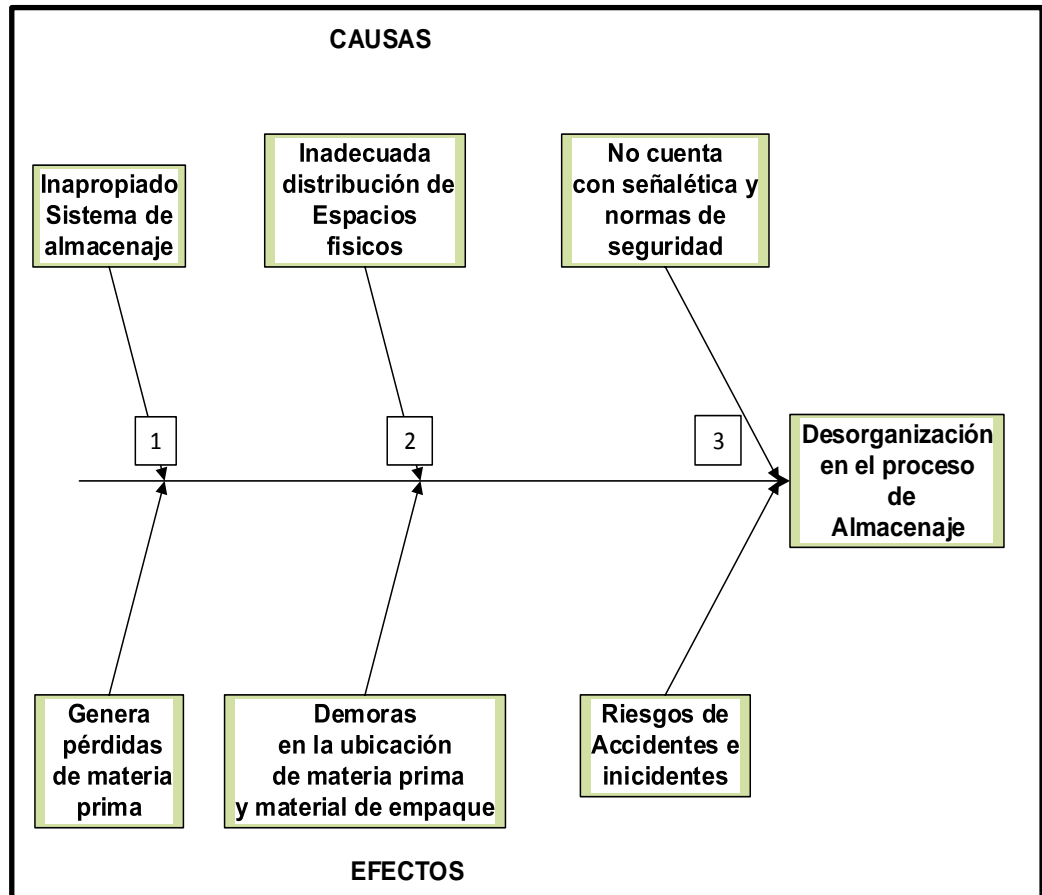 CAUSAS
Inapropiado
Sistema de
almacenaje
Inadecuada
distribución de
Espacios
fisicos
No cuenta
con señalética y
normas de
seguridad
1
2
3
Desorganización
en el proceso
de
Almacenaje
Genera
pérdidas
de materia
prima
Demoras
en la ubicación
de materia prima
y material de empaque
Riesgos de
Accidentes e
inicidentes
EFECTOS